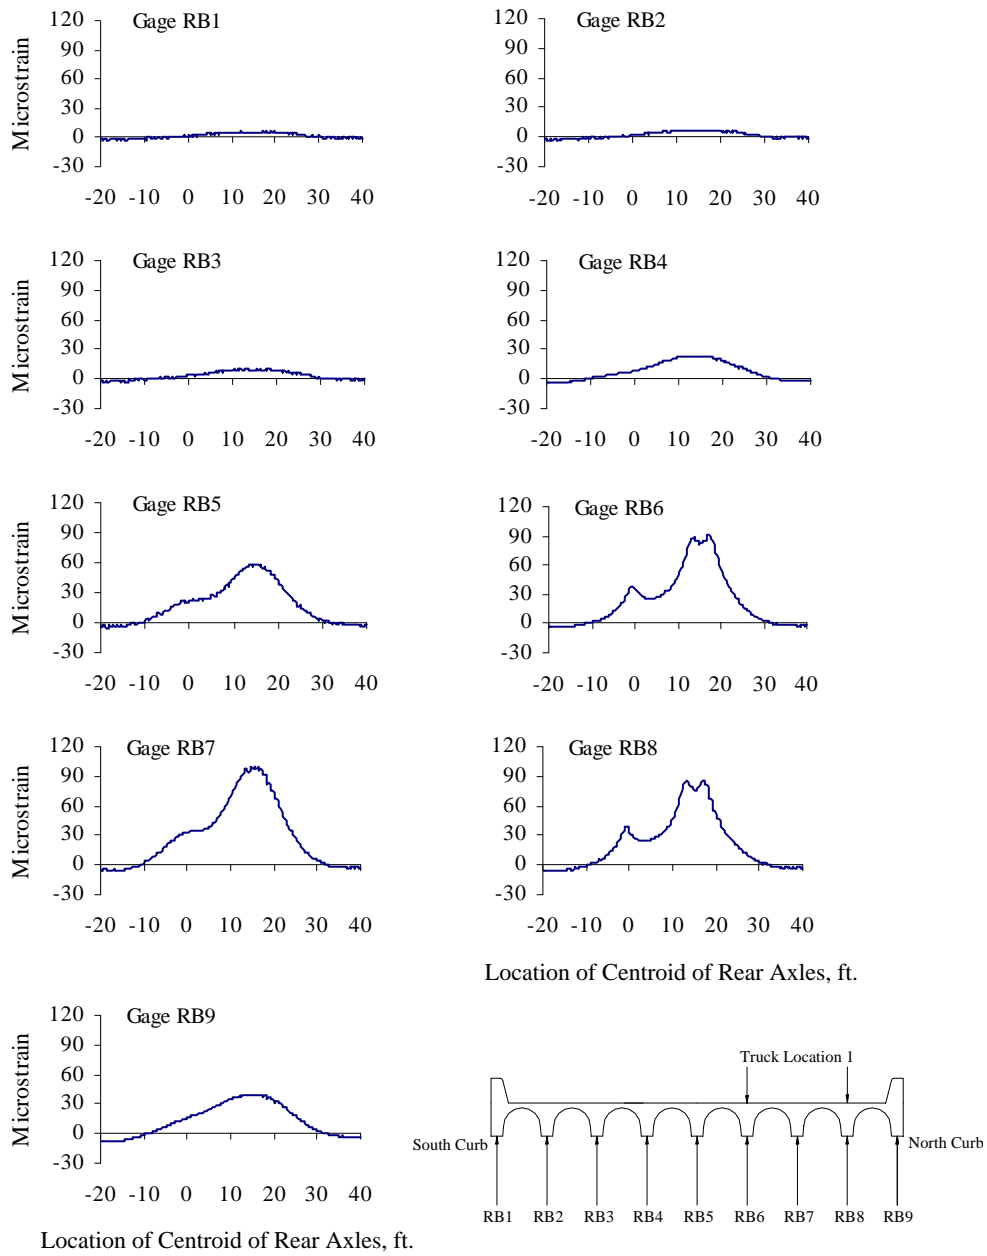 Gage RB1
Microstrain
120
90
60
30
0
-30
-20 -10 0 10 20 30 40
Gage RB2
120
90
60
30
0
-30
-20 -10 0 10 20 30 40
Gage RB3
Microstrain
120
90
60
30
0
-30
-20 -10 0 10 20 30 40
Gage RB4
120
90
60
30
0
-30
-20 -10 0 10 20 30 40
Gage RB5
Microstrain
120
90
60
30
0
-30
-20 -10 0 10 20 30 40
Gage RB6
120
90
60
30
0
-30
-20 -10 0 10 20 30 40
Gage RB7
Microstrain
120
90
60
30
0
-30
-20 -10 0 10 20 30 40
Gage RB8
120
90
60
30
0
-30
-20 -10 0 10 20 30 40
Location of Centroid of Rear Axles, ft.
Gage RB9
Microstrain
120
90
60
30
0
-30
-20 -10 0 10 20 30 40
Location of Centroid of Rear Axles, ft.
Truck Location 1
South Curb
North Curb
RB1 RB2 RB3 RB4 RB5 RB6 RB7 RB8 RB9